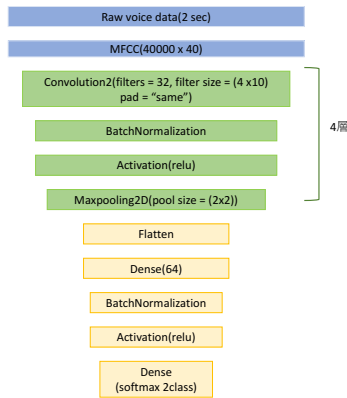 Raw voice data(2 sec)
MFCC(40000 x 40)
Convolution2(filters = 32, filter size = (4 x10)
pad = “same”)
BatchNormalization
4層
Activation(relu)
Maxpooling2D(pool size = (2x2))
Flatten
Dense(64)
BatchNormalization
Activation(relu)
Dense
(softmax 2class)